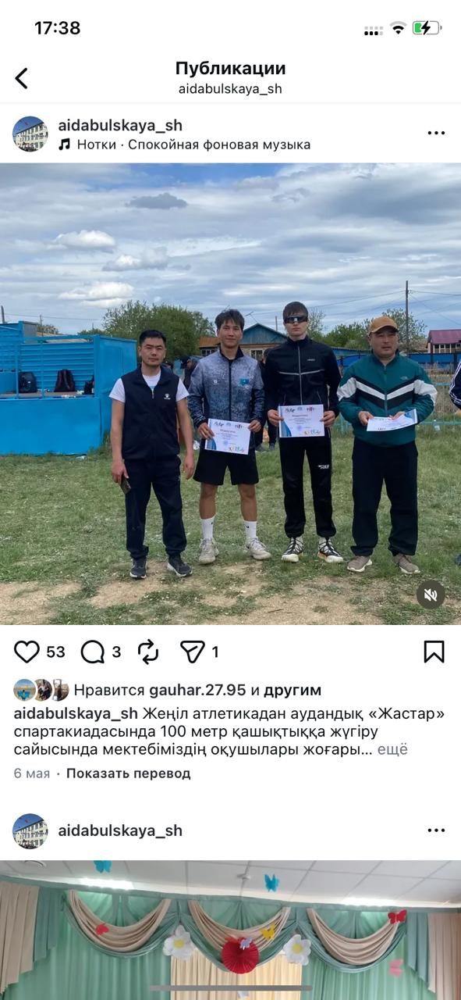 17:38
Публикации
aidabulskaya_sh
aidabulskaya_sh
Нотки · Спокойная фоновая музыка
53
3
1
Нравится gauhar.27.95 и другим
aidabulskaya_sh Жеңіл атлетикадан аудандық «Жастар»
спартакиадасында 100 метр қашықтыққа жүгіру
сайысында мектебіміздің оқушылары жоғары... ещё
6 мая · Показать перевод
aidabulskaya_sh